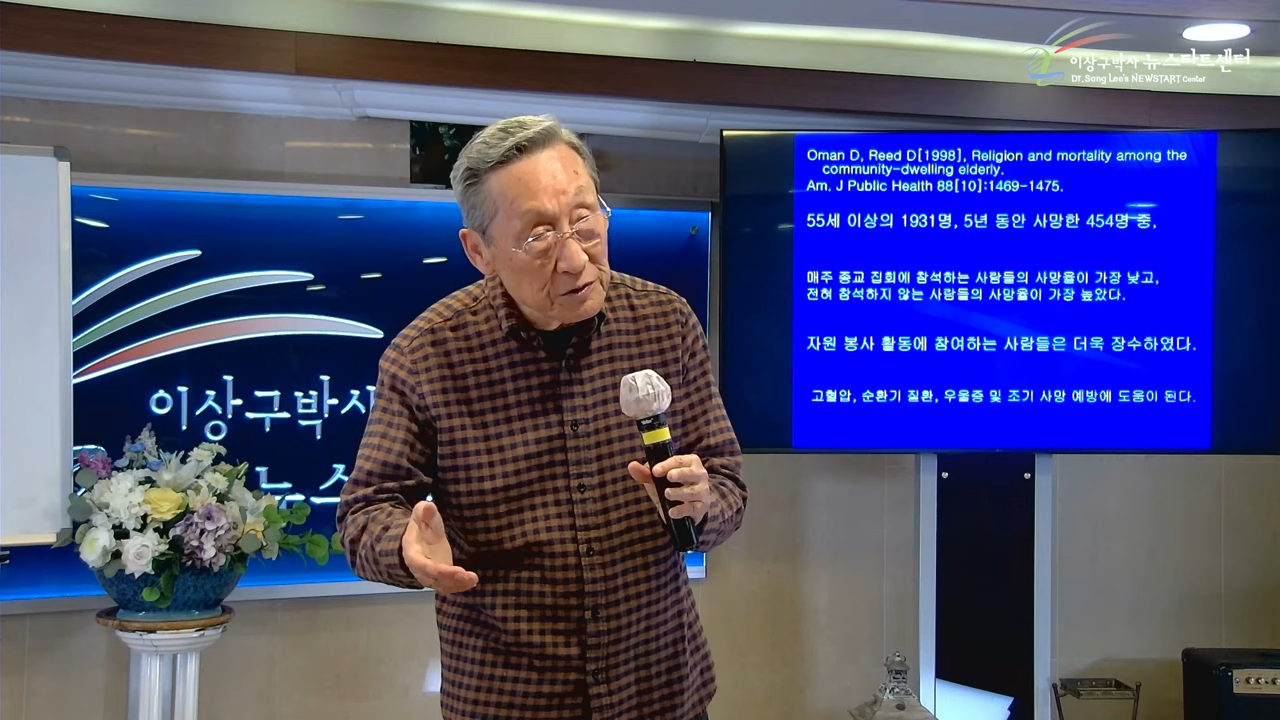 이상구박사 뉴스타트센터
Dr. Sang Lee's NEWSTART Center
Oman D, Reed D[1998], Religion and mortality among the
community-dwelling elderly.
Am, J Public Health 88[10]:1469-1475.
55세 이상의 1931명, 5년 동안 사망한 454명 중,
매주 종교 집회에 참석하는 사람들의 사망율이 가장 낮고,
전혀 참석하지 않는 사람들의 사망율이 가장 높았다.
자원 봉사 활동에 참여하는 사람들은 더욱 장수하였다.
고혈압, 순환기 질환, 우울증 및 조기 사망 예방에 도움이 된다.
이상구박사
뉴스